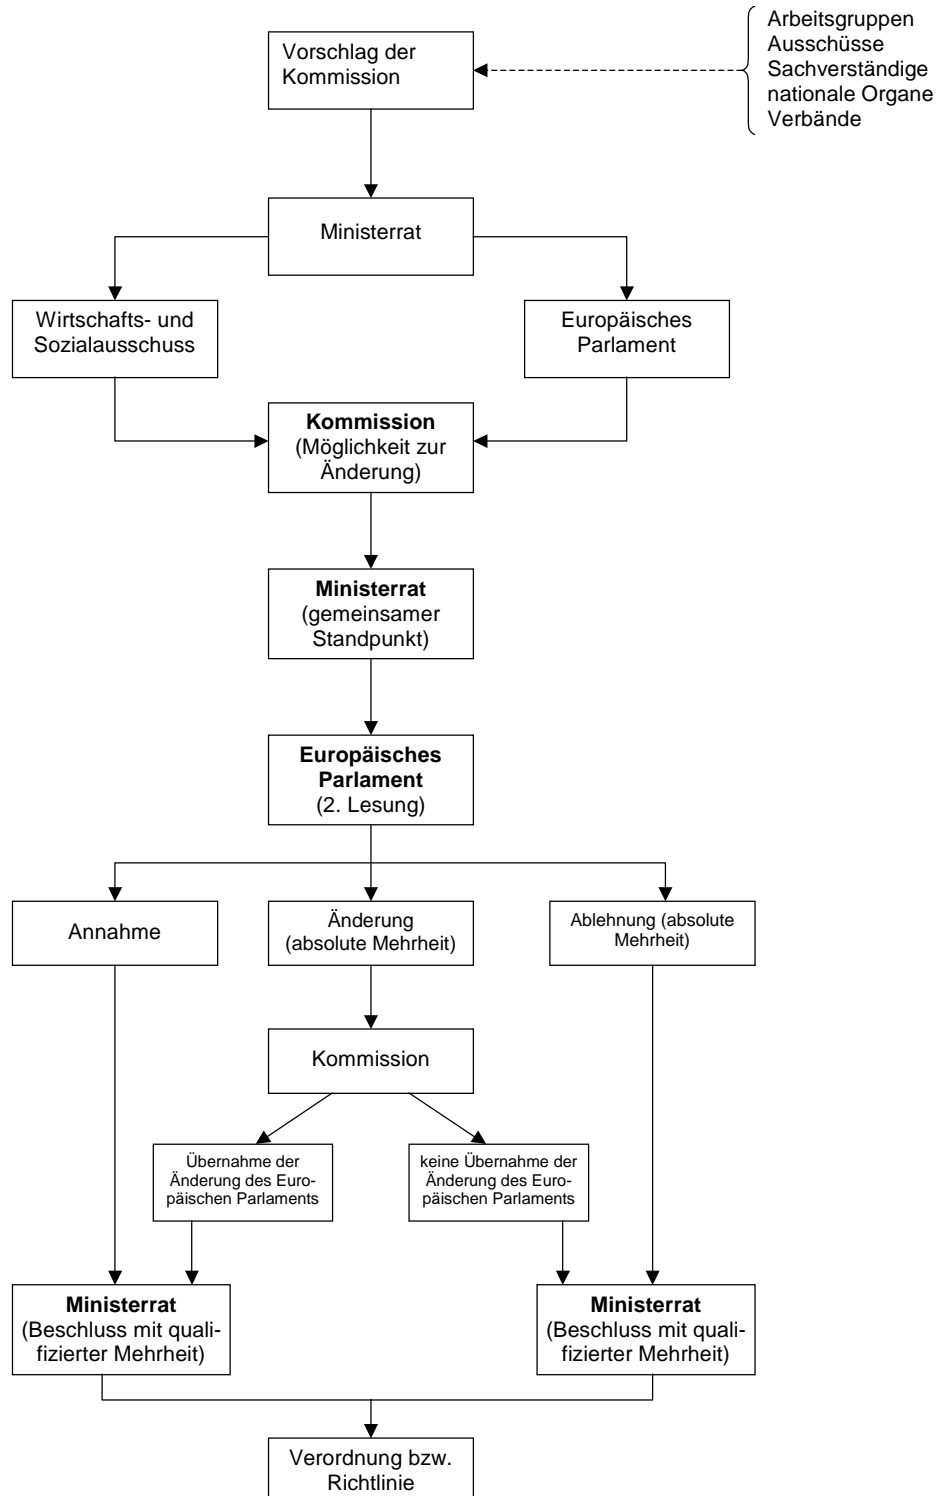 Vorschlag der
Kommission
Arbeitsgruppen
Ausschüsse
Sachverständige
nationale Organe
Verbände
Ministerrat
Wirtschafts- und
Sozialausschuss
Europäisches
Parlament
Kommission
(Möglichkeit zur
Änderung)
Ministerrat
(gemeinsamer
Standpunkt)
Europäisches
Parlament
(2. Lesung)
Annahme
Änderung
(absolute Mehrheit)
Ablehnung (absolute
Mehrheit)
Kommission
Übernahme der
Änderung des Euro-
päischen Parlaments
keine Übernahme der
Änderung des Euro-
päischen Parlaments
Ministerrat
(Beschluss mit quali-
fizierter Mehrheit)
Ministerrat
(Beschluss mit quali-
fizierter Mehrheit)
Verordnung bzw.
Richtlinie